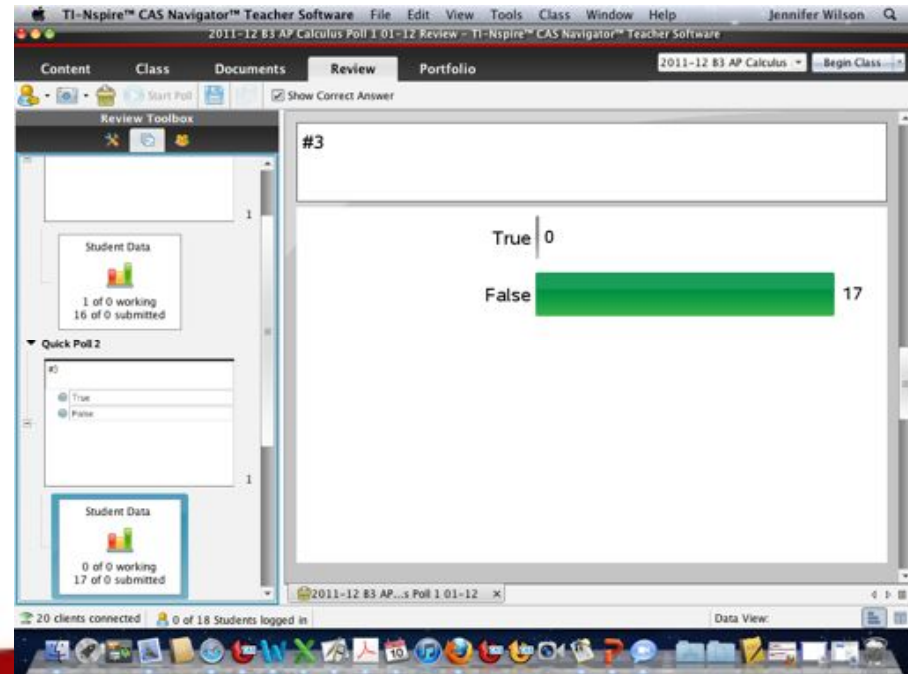 TI-Nspire™ CAS Navigator™ Teacher Software File Edit View Tools Class Window Help Jennifer Wilson
2011-12 B3 AP Calculus Poll 1 01-12 Review – TI-Nspire™ CAS Navigator™ Teacher Software
Content Class Documents Review Portfolio 2011-12 B3 AP Calculus Begin Class
Start Poll Show Correct Answer
Review Toolbox
1
Student Data
1 of 0 working
16 of 0 submitted
Quick Poll 2
#3
True
False
1
Student Data
0 of 0 working
17 of 0 submitted
#3
True 0
False 17
2011-12 B3 AP...s Poll 1 01-12
20 clients connected 0 of 18 Students logged in Data View: